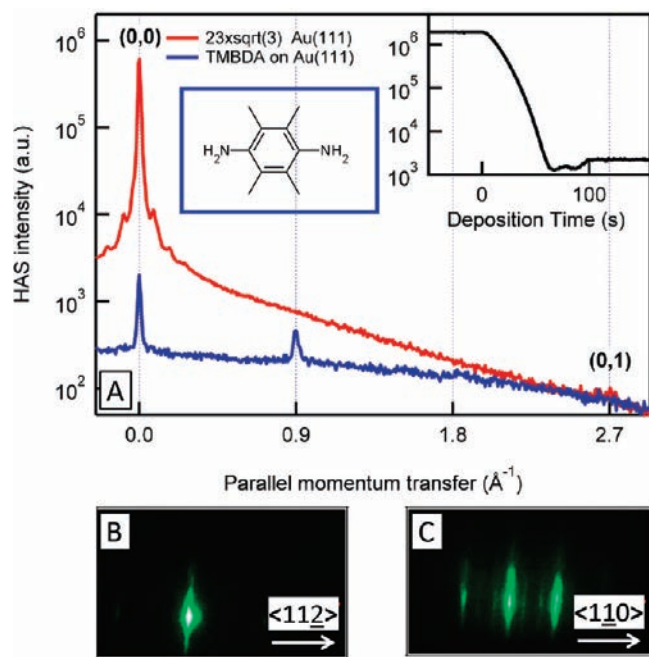 (0,0)
23xsqrt(3) Au(111)
TMBDA on Au(111)
H₂N
NH₂
10⁶
10⁵
10⁴
10³
10²
HAS intensity (a.u.)
10⁶
10⁵
10⁴
10³
0
100
Deposition Time (s)
(0,1)
A
0.0
0.9
1.8
2.7
Parallel momentum transfer (Å⁻¹)
B
<112̲>
C
<11̲0>